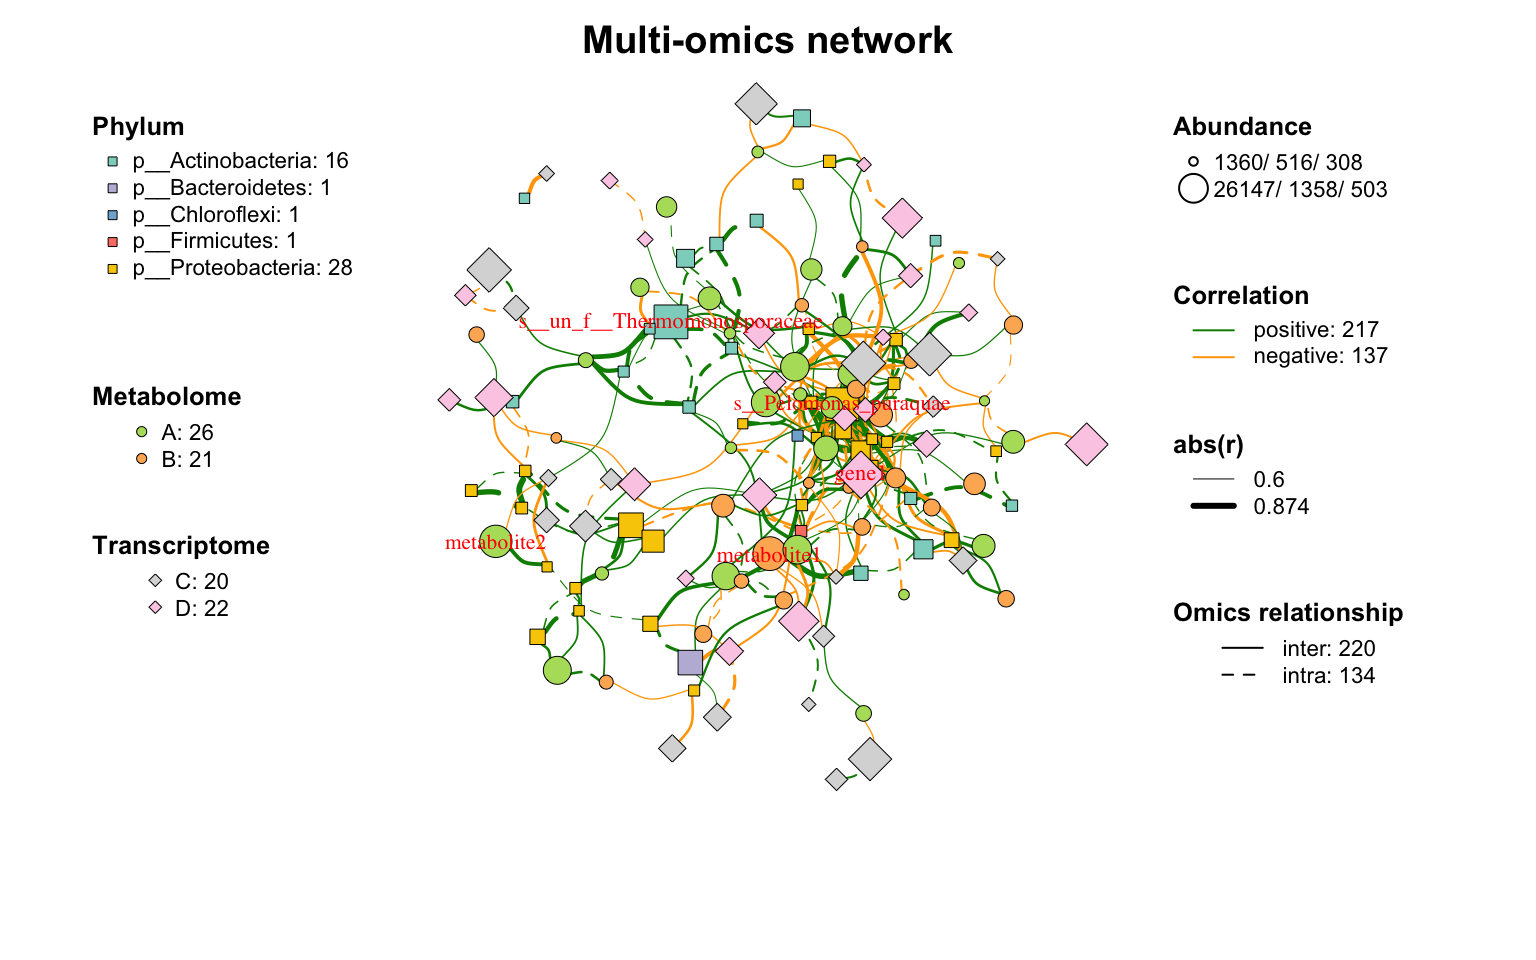 Multi-omics network
Phylum
p__Actinobacteria: 16
p__Bacteroidetes: 1
p__Chloroflexi: 1
p__Firmicutes: 1
p__Proteobacteria: 28
Metabolome
A: 26
B: 21
Transcriptome
C: 20
D: 22
s__un_f__Thermomonosporaceae
s__Pelomonas_puraquae
metabolite2
metabolite1
Abundance
1360/ 516/ 308
26147/ 1358/ 503
Correlation
positive: 217
negative: 137
abs(r)
0.6
0.874
Omics relationship
inter: 220
intra: 134